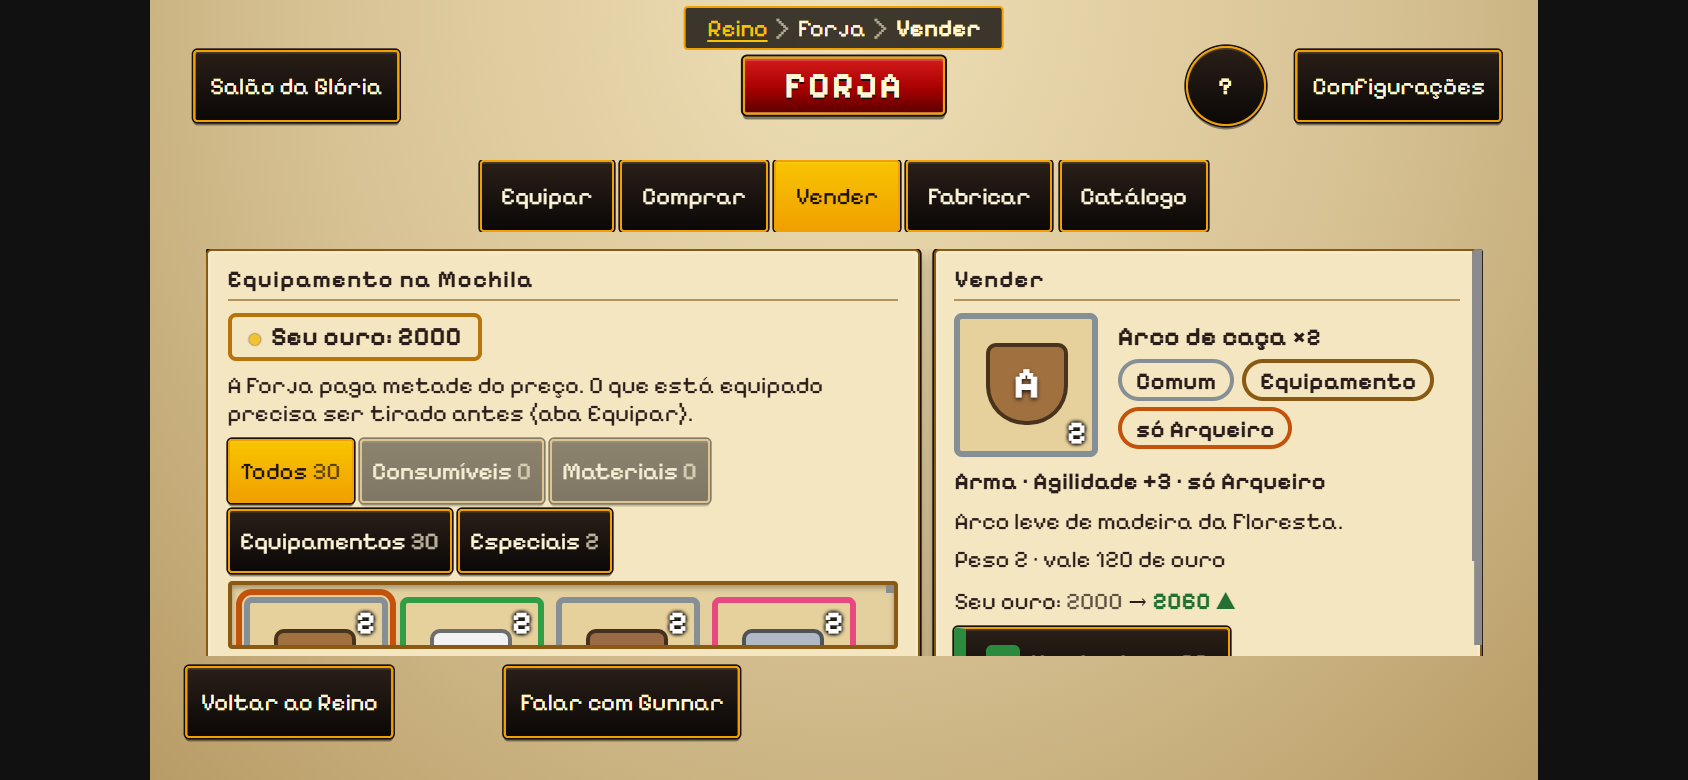 Reino > Forja > Vender
Salão da Glória
FORJA
?
Configurações
Equipar
Comprar
Vender
Fabricar
Catálogo
Equipamento na Mochila
Seu ouro: 2000
A Forja paga metade do preço. O que está equipado
precisa ser tirado antes (aba Equipar).
Todos 30
Consumíveis 0
Materiais 0
Equipamentos 30
Especiais 2
2
2
2
2
Vender
A
2
Arco de caça ×2
Comum
Equipamento
só Arqueiro
Arma · Agilidade +3 · só Arqueiro
Arco leve de madeira da Floresta.
Peso 2 · vale 120 de ouro
Seu ouro: 2000 → 2060 ▲
Voltar ao Reino
Falar com Gunnar